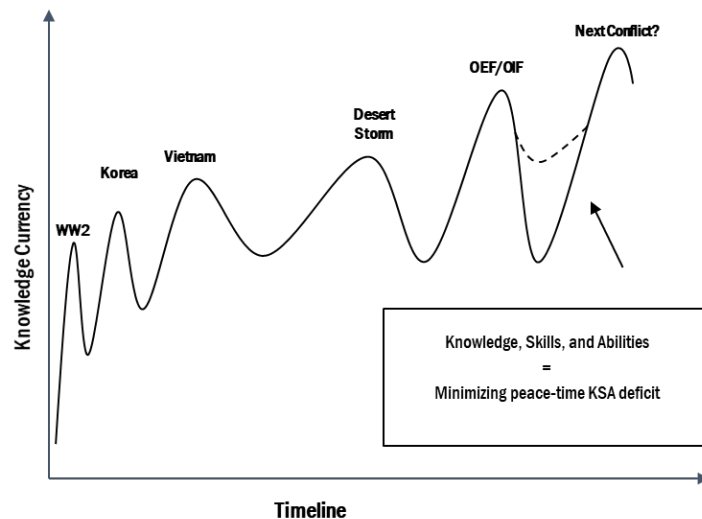 Next Conflict?
OEF/OIF
Desert
Storm
Vietnam
Korea
WW2
Knowledge Currency
Knowledge, Skills, and Abilities
=
Minimizing peace-time KSA deficit
Timeline